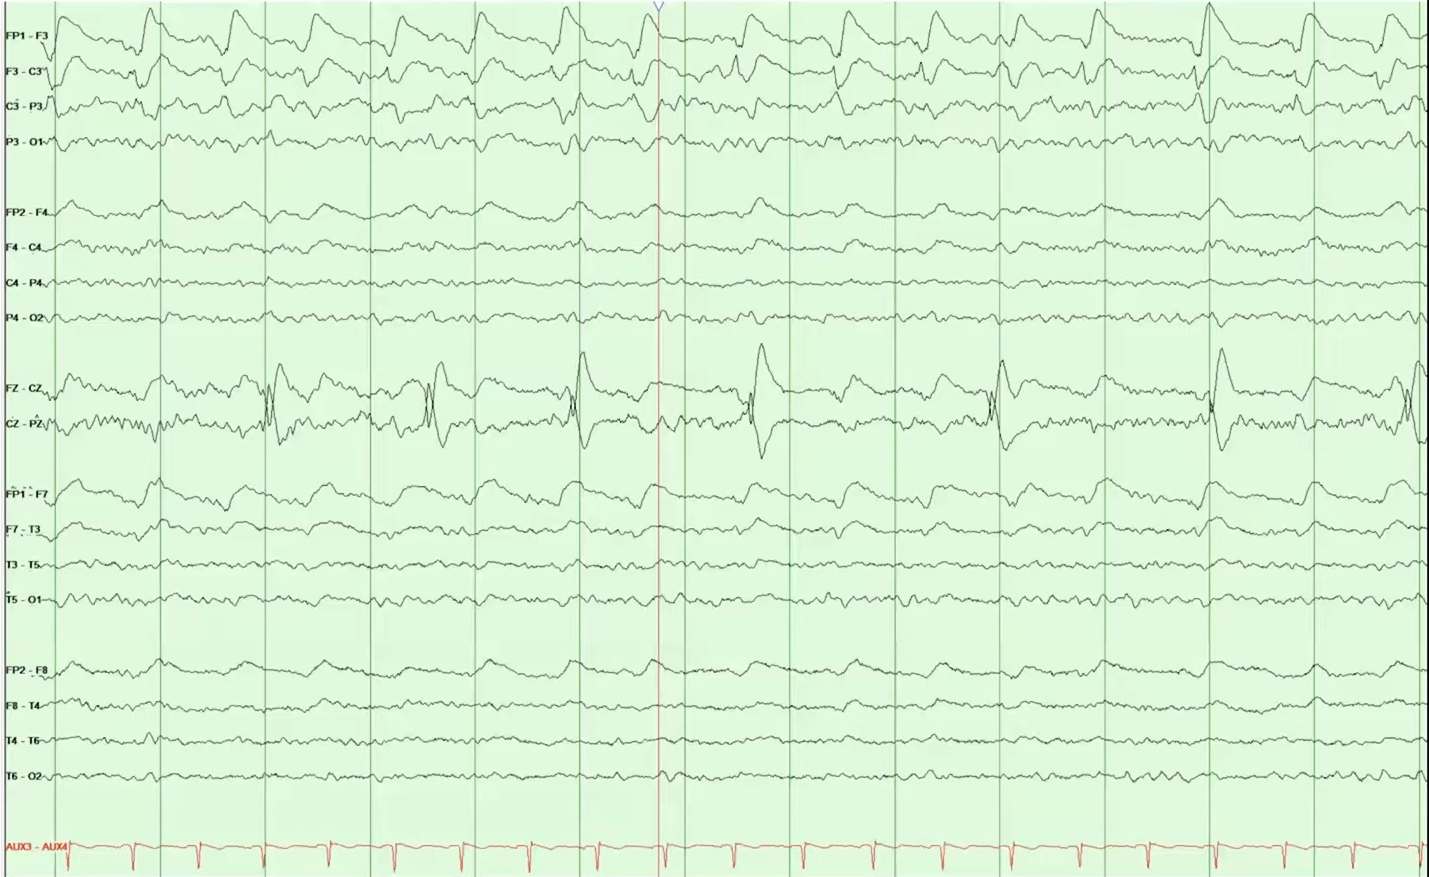 FP1 - F3
F3 - C3
C3 - P3
P3 - O1
FP2 - F4
F4 - C4
C4 - P4
P4 - O2
FZ - CZ
CZ - PZ
FP1 - F7
F7 - T3
T3 - T5
T5 - O1
FP2 - F8
F8 - T4
T4 - T6
T6 - O2
AUX3 - AUX4